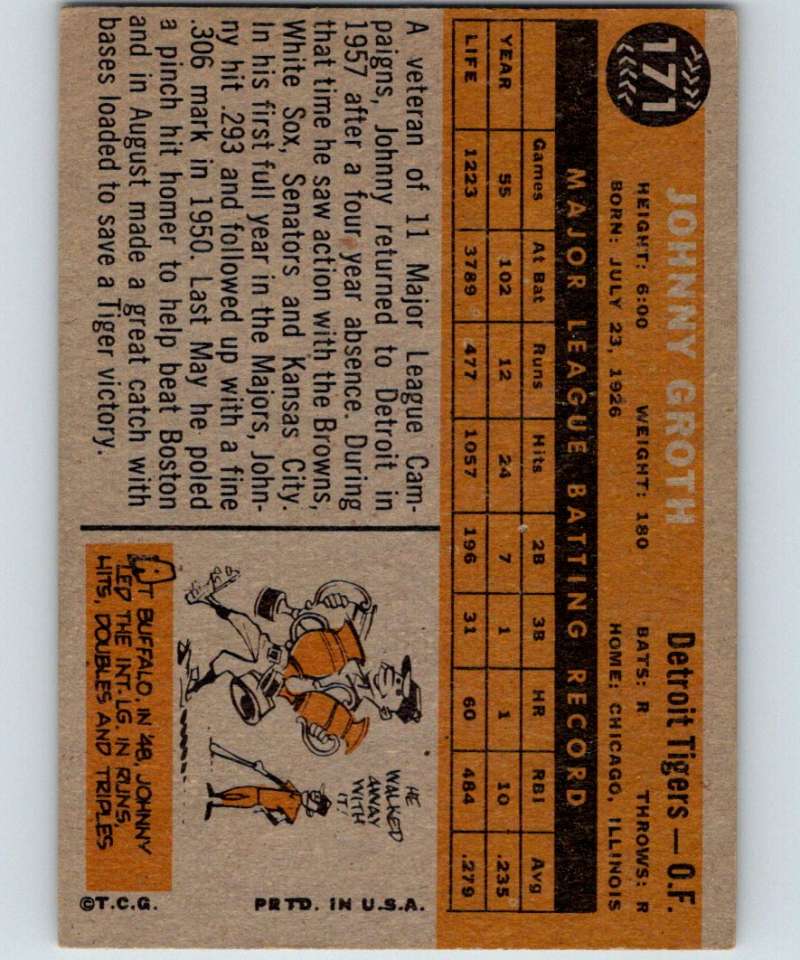 171
JOHNNY GROTH
Detroit Tigers — O.F.
HEIGHT: 6:00 WEIGHT: 180 BATS: R THROWS: R
BORN: JULY 23, 1926 HOME: CHICAGO, ILLINOIS
MAJOR LEAGUE BATTING RECORD
YEAR Games At Bat Runs Hits 2B 3B HR RBI Avg
55 102 12 24 7 1 1 10 .235
LIFE 1223 3789 477 1057 196 31 60 484 .279
A veteran of 11 Major League Cam-
paigns, Johnny returned to Detroit in
1957 after a four year absence. During
that time he saw action with the Browns,
White Sox, Senators and Kansas City.
In his first full year in the Majors, John-
ny hit .293 and followed up with a fine
.306 mark in 1950. Last May he poled
a pinch hit homer to help beat Boston
and in August made a great catch with
bases loaded to save a Tiger victory.
HE
WALKED
AWAY
WITH
IT!
AT BUFFALO, IN '48, JOHNNY
LED THE INT. LG. IN RUNS,
HITS, DOUBLES AND TRIPLES
©T.C.G. PRTD. IN U.S.A.